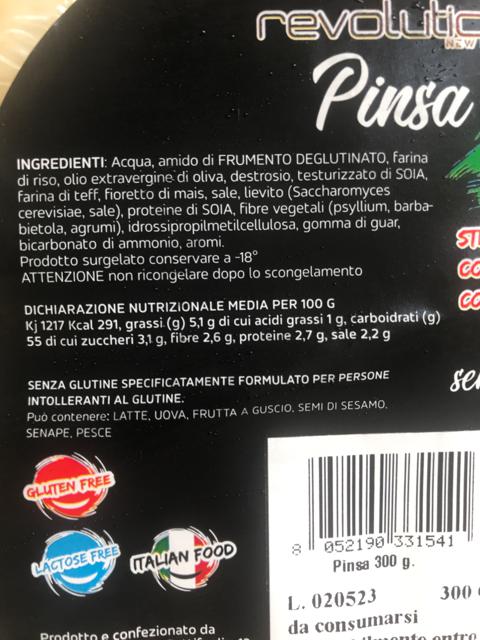 revolutio
NEW
Pinsa
INGREDIENTI: Acqua, amido di FRUMENTO DEGLUTINATO, farina
di riso, olio extravergine di oliva, destrosio, testurizzato di SOIA,
farina di teff, fioretto di mais, sale, lievito (Saccharomyces
cerevisiae, sale), proteine di SOIA, fibre vegetali (psyllium, barba-
bietola, agrumi), idrossipropilmetilcellulosa, gomma di guar,
bicarbonato di ammonio, aromi.
Prodotto surgelato conservare a -18°
ATTENZIONE non ricongelare dopo lo scongelamento
DICHIARAZIONE NUTRIZIONALE MEDIA PER 100 G
Kj 1217 Kcal 291, grassi (g) 5,1 g di cui acidi grassi 1 g, carboidrati (g)
55 di cui zuccheri 3,1 g, fibre 2,6 g, proteine 2,7 g, sale 2,2 g
SENZA GLUTINE SPECIFICATAMENTE FORMULATO PER PERSONE
INTOLLERANTI AL GLUTINE.
Può contenere: LATTE, UOVA, FRUTTA A GUSCIO, SEMI DI SESAMO,
SENAPE, PESCE
GLUTEN FREE
LACTOSE FREE
ITALIAN FOOD
8 052190 331541
Pinsa 300 g.
L. 020523 300
da consumarsi
entro
Prodotto e confezionato da